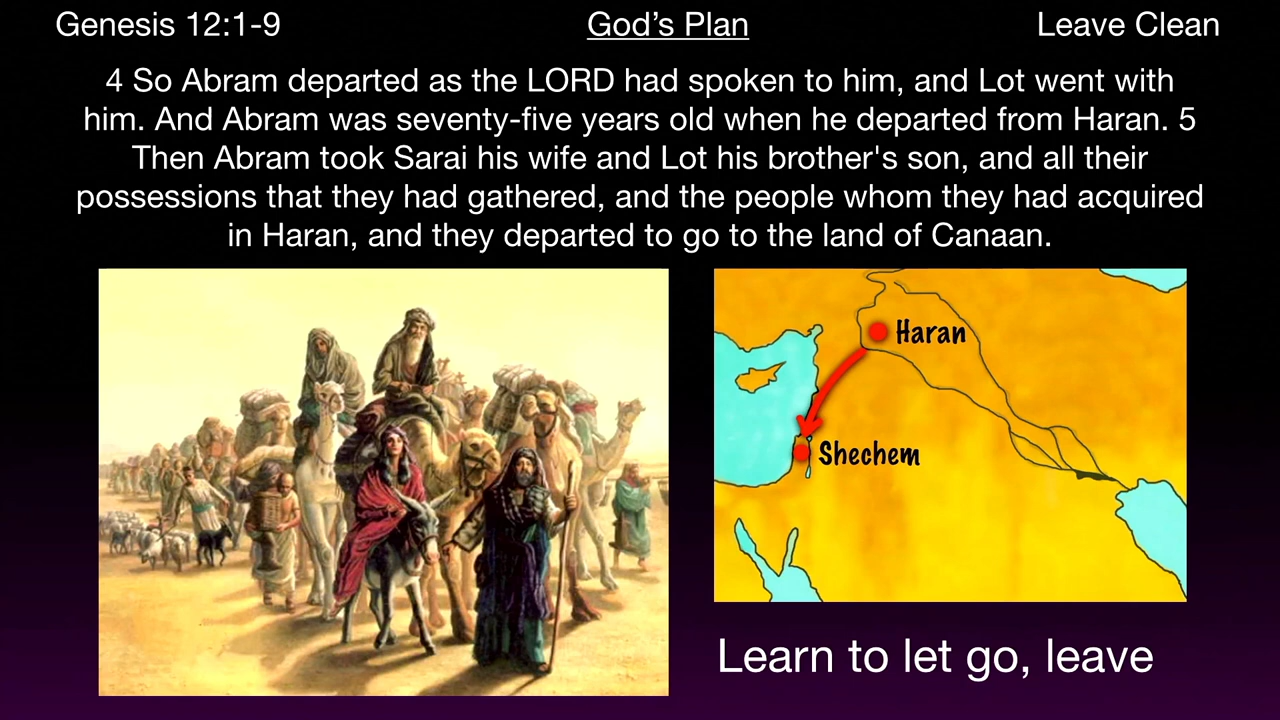 Genesis 12:1-9
God’s Plan
Leave Clean
4 So Abram departed as the LORD had spoken to him, and Lot went with
him. And Abram was seventy-five years old when he departed from Haran. 5
Then Abram took Sarai his wife and Lot his brother's son, and all their
possessions that they had gathered, and the people whom they had acquired
in Haran, and they departed to go to the land of Canaan.
Haran
Shechem
Learn to let go, leave